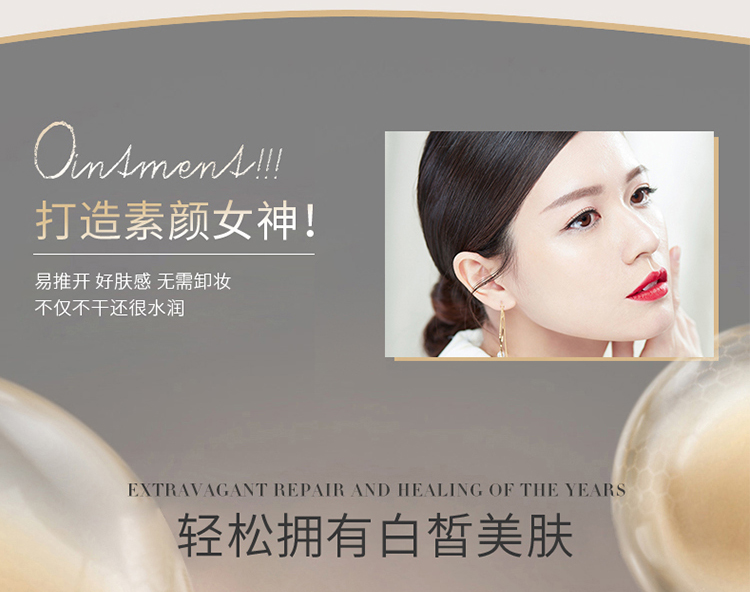 Ointment!!!
打造素颜女神！
易推开 好肤感 无需卸妆
不仅不干还很水润
EXTRAVAGANT REPAIR AND HEALING OF THE YEARS
轻松拥有白皙美肤